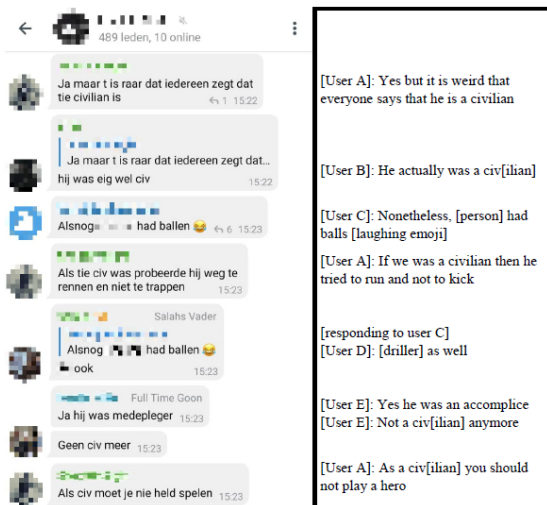 489 leden, 10 online
Ja maar t is raar dat iedereen zegt dat
tie civilian is
1 15:22
Ja maar t is raar dat iedereen zegt dat...
hij was eig wel civ
15:22
Alsnog had ballen 😂
6 15:23
Als tie civ was probeerde hij weg te
rennen en niet te trappen
15:23
Salahs Vader
Alsnog had ballen 😂
ook
15:23
Full Time Goon
Ja hij was medepleger 15:23
Geen civ meer 15:23
Als civ moet je nie held spelen 15:23
[User A]: Yes but it is weird that
everyone says that he is a civilian
[User B]: He actually was a civ[ilian]
[User C]: Nonetheless, [person] had
balls [laughing emoji]
[User A]: If we was a civilian then he
tried to run and not to kick
[responding to user C]
[User D]: [driller] as well
[User E]: Yes he was an accomplice
[User E]: Not a civ[ilian] anymore
[User A]: As a civ[ilian] you should
not play a hero